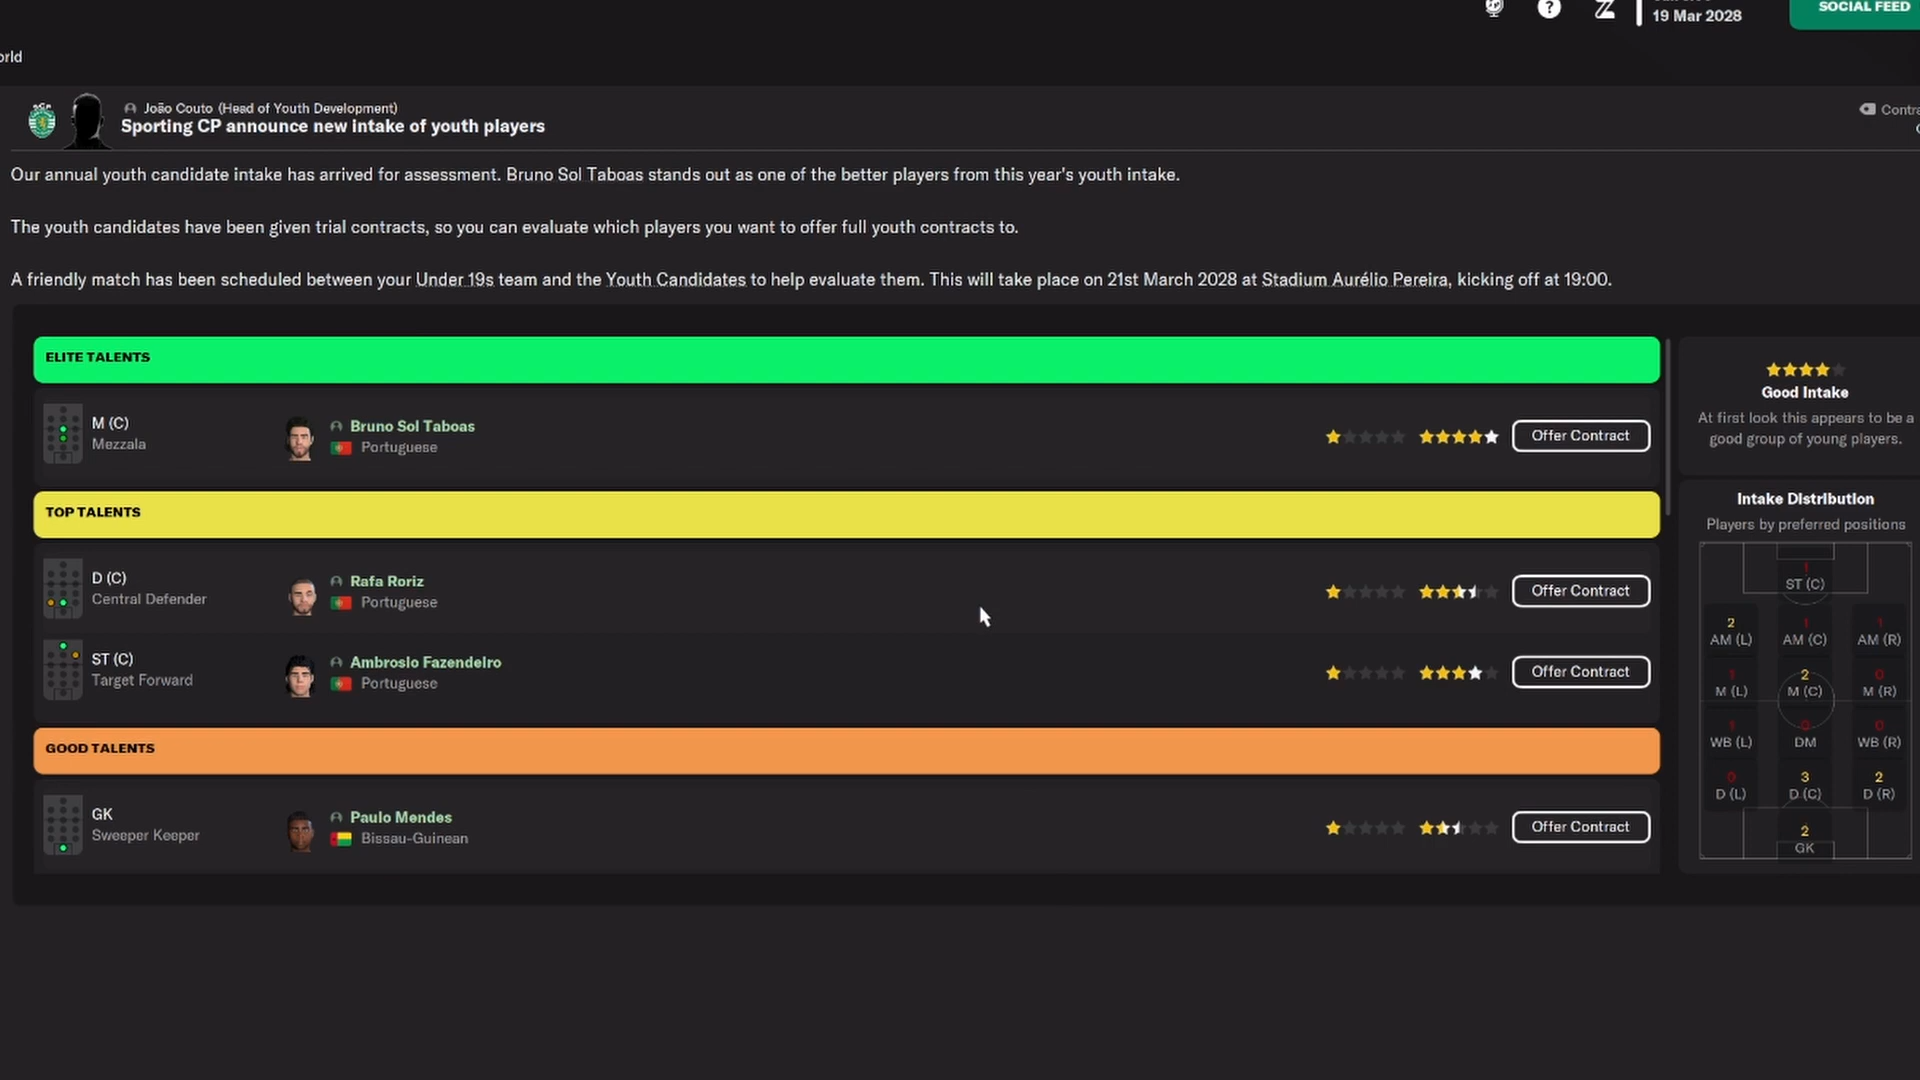 19 Mar 2028
SOCIAL FEED
João Couto (Head of Youth Development)
Sporting CP announce new intake of youth players
Our annual youth candidate intake has arrived for assessment. Bruno Sol Taboas stands out as one of the better players from this year's youth intake.
The youth candidates have been given trial contracts, so you can evaluate which players you want to offer full youth contracts to.
A friendly match has been scheduled between your Under 19s team and the Youth Candidates to help evaluate them. This will take place on 21st March 2028 at Stadium Aurélio Pereira, kicking off at 19:00.
ELITE TALENTS
M (C)
Mezzala
Bruno Sol Taboas
Portuguese
Offer Contract
TOP TALENTS
D (C)
Central Defender
Rafa Roriz
Portuguese
Offer Contract
ST (C)
Target Forward
Ambrosio Fazendeiro
Portuguese
Offer Contract
GOOD TALENTS
GK
Sweeper Keeper
Paulo Mendes
Bissau-Guinean
Offer Contract
Good Intake
At first look this appears to be a
good group of young players.
Intake Distribution
Players by preferred positions
1
ST (C)
2 1 1
AM (L) AM (C) AM (R)
1 2 0
M (L) M (C) M (R)
1 0 0
WB (L) DM WB (R)
0 3 2
D (L) D (C) D (R)
2
GK